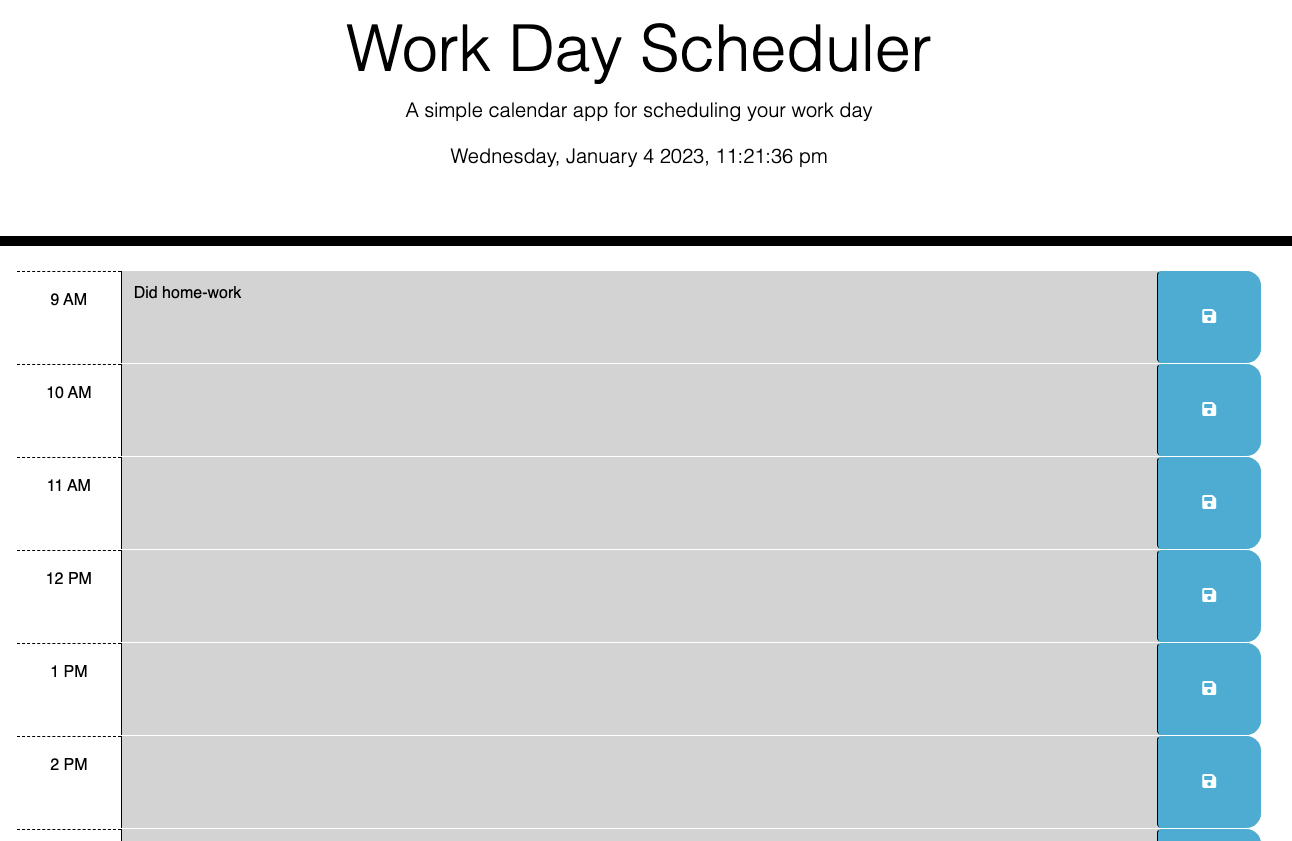 Work Day Scheduler
A simple calendar app for scheduling your work day
Wednesday, January 4 2023, 11:21:36 pm
9 AM
Did home-work
10 AM
11 AM
12 PM
1 PM
2 PM